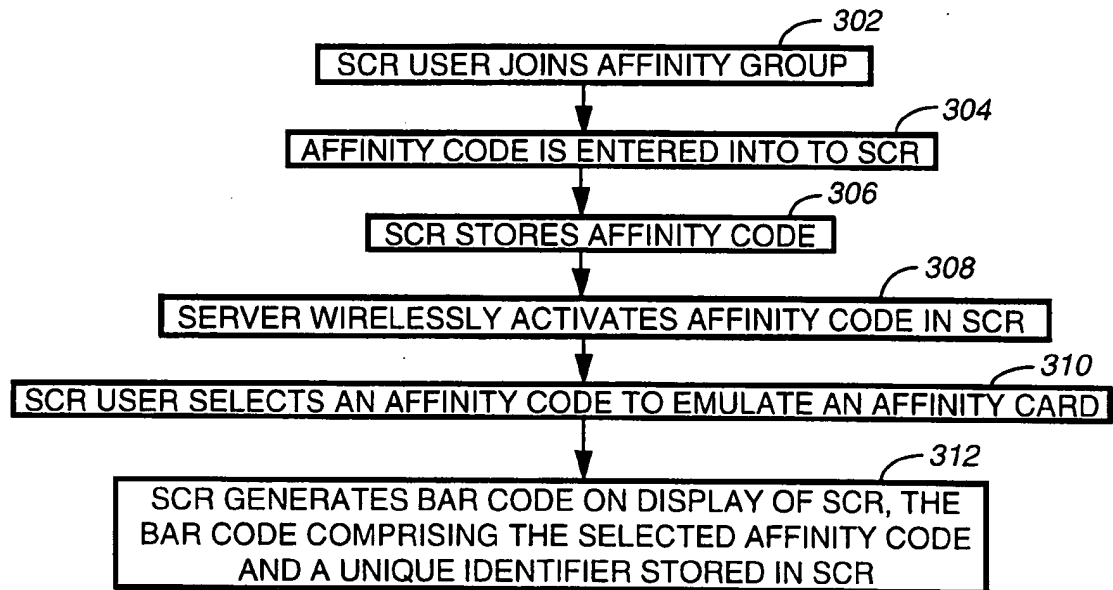 302
SCR USER JOINS AFFINITY GROUP
304
AFFINITY CODE IS ENTERED INTO TO SCR
306
SCR STORES AFFINITY CODE
308
SERVER WIRELESSLY ACTIVATES AFFINITY CODE IN SCR
310
SCR USER SELECTS AN AFFINITY CODE TO EMULATE AN AFFINITY CARD
312
SCR GENERATES BAR CODE ON DISPLAY OF SCR, THE
BAR CODE COMPRISING THE SELECTED AFFINITY CODE
AND A UNIQUE IDENTIFIER STORED IN SCR